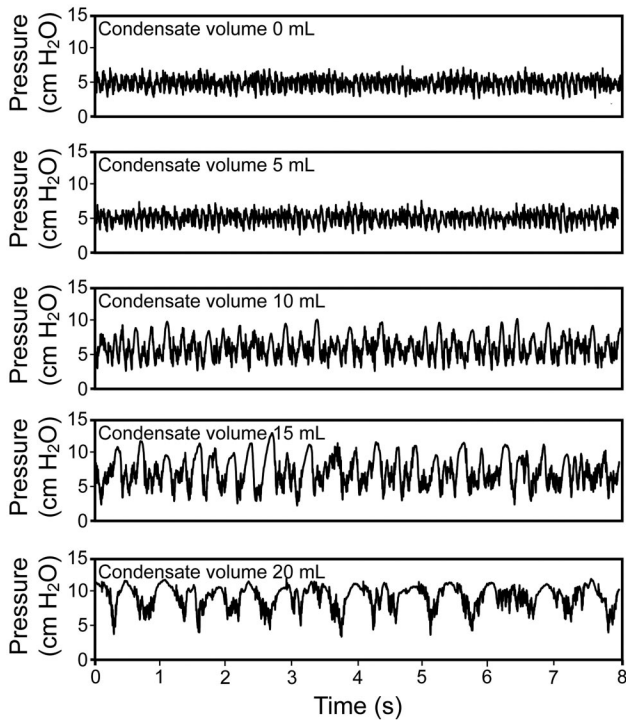 Condensate volume 0 mL
Pressure
(cm H₂O)
15
10
5
0
Condensate volume 5 mL
Pressure
(cm H₂O)
15
10
5
0
Condensate volume 10 mL
Pressure
(cm H₂O)
15
10
5
0
Condensate volume 15 mL
Pressure
(cm H₂O)
15
10
5
0
Condensate volume 20 mL
Pressure
(cm H₂O)
15
10
5
0
0 1 2 3 4 5 6 7 8
Time (s)